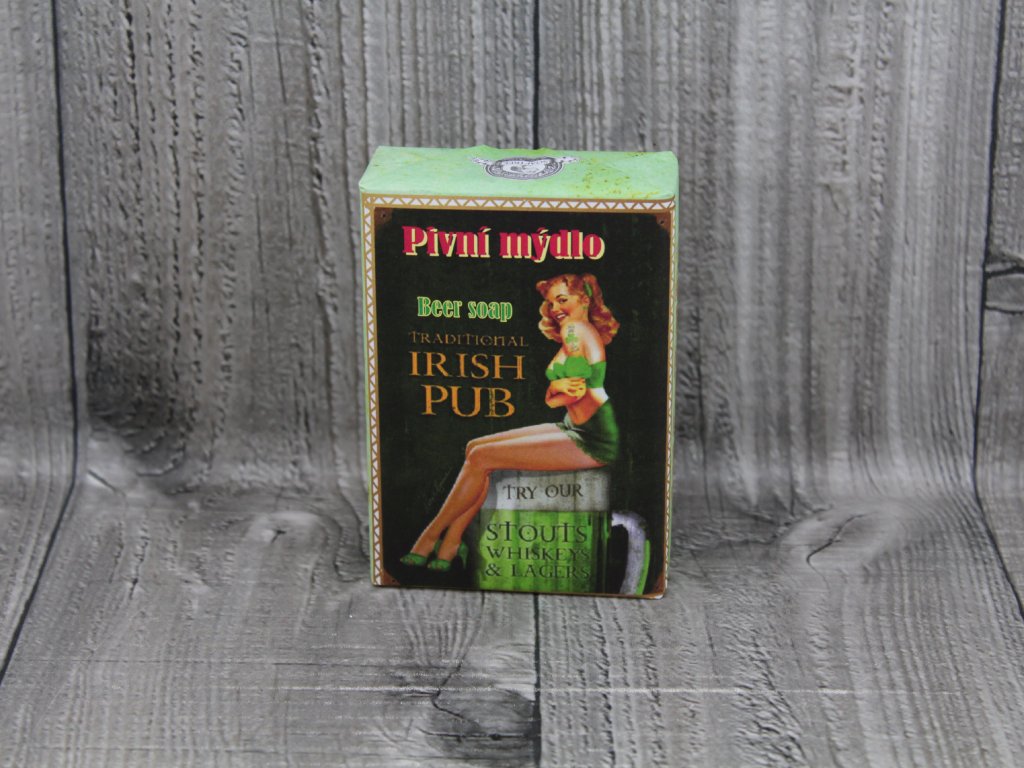 Pivní mýdlo
Beer soap
TRADITIONAL
IRISH
PUB
TRY OUR
STOUTS
WHISKEYS
& LAGERS